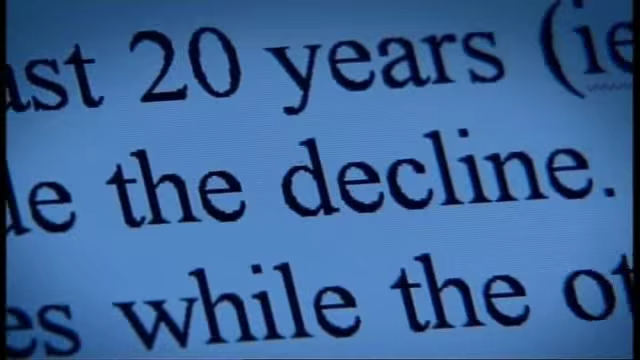 ast 20 years (ie
le the decline.
es while the ot